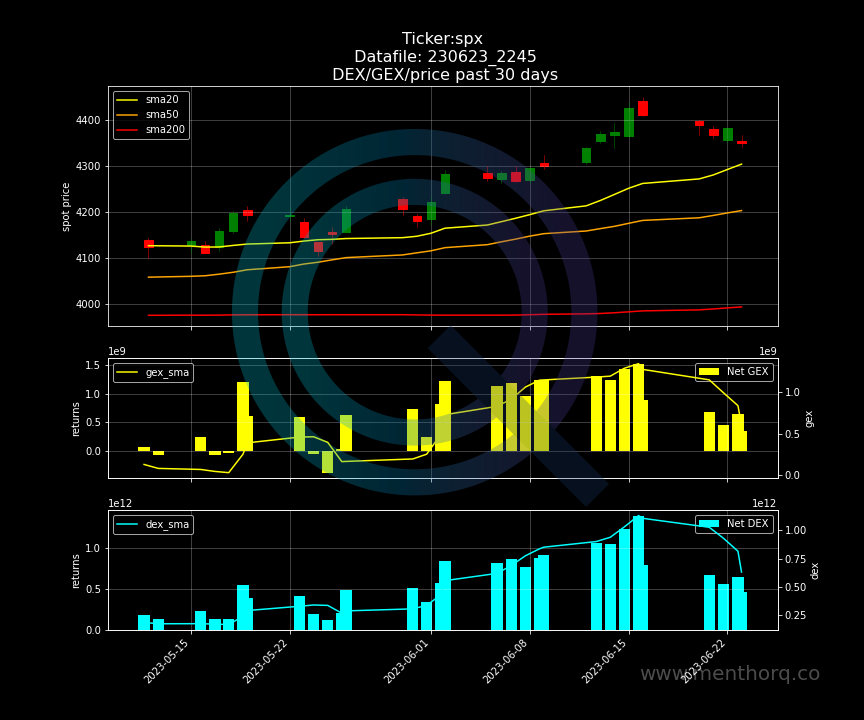 Ticker:spx
Datafile: 230623_2245
DEX/GEX/price past 30 days
sma20
sma50
sma200
4400
4300
4200
4100
4000
spot price
1e9
1e9
gex_sma
Net GEX
1.5
1.0
0.5
0.0
returns
1.0
0.5
0.0
gex
1e12
1e12
dex_sma
Net DEX
1.0
0.5
0.0
returns
1.00
0.75
0.50
0.25
dex
2023-05-15
2023-05-22
2023-06-01
2023-06-08
2023-06-15
2023-06-22
www.menthorq.co